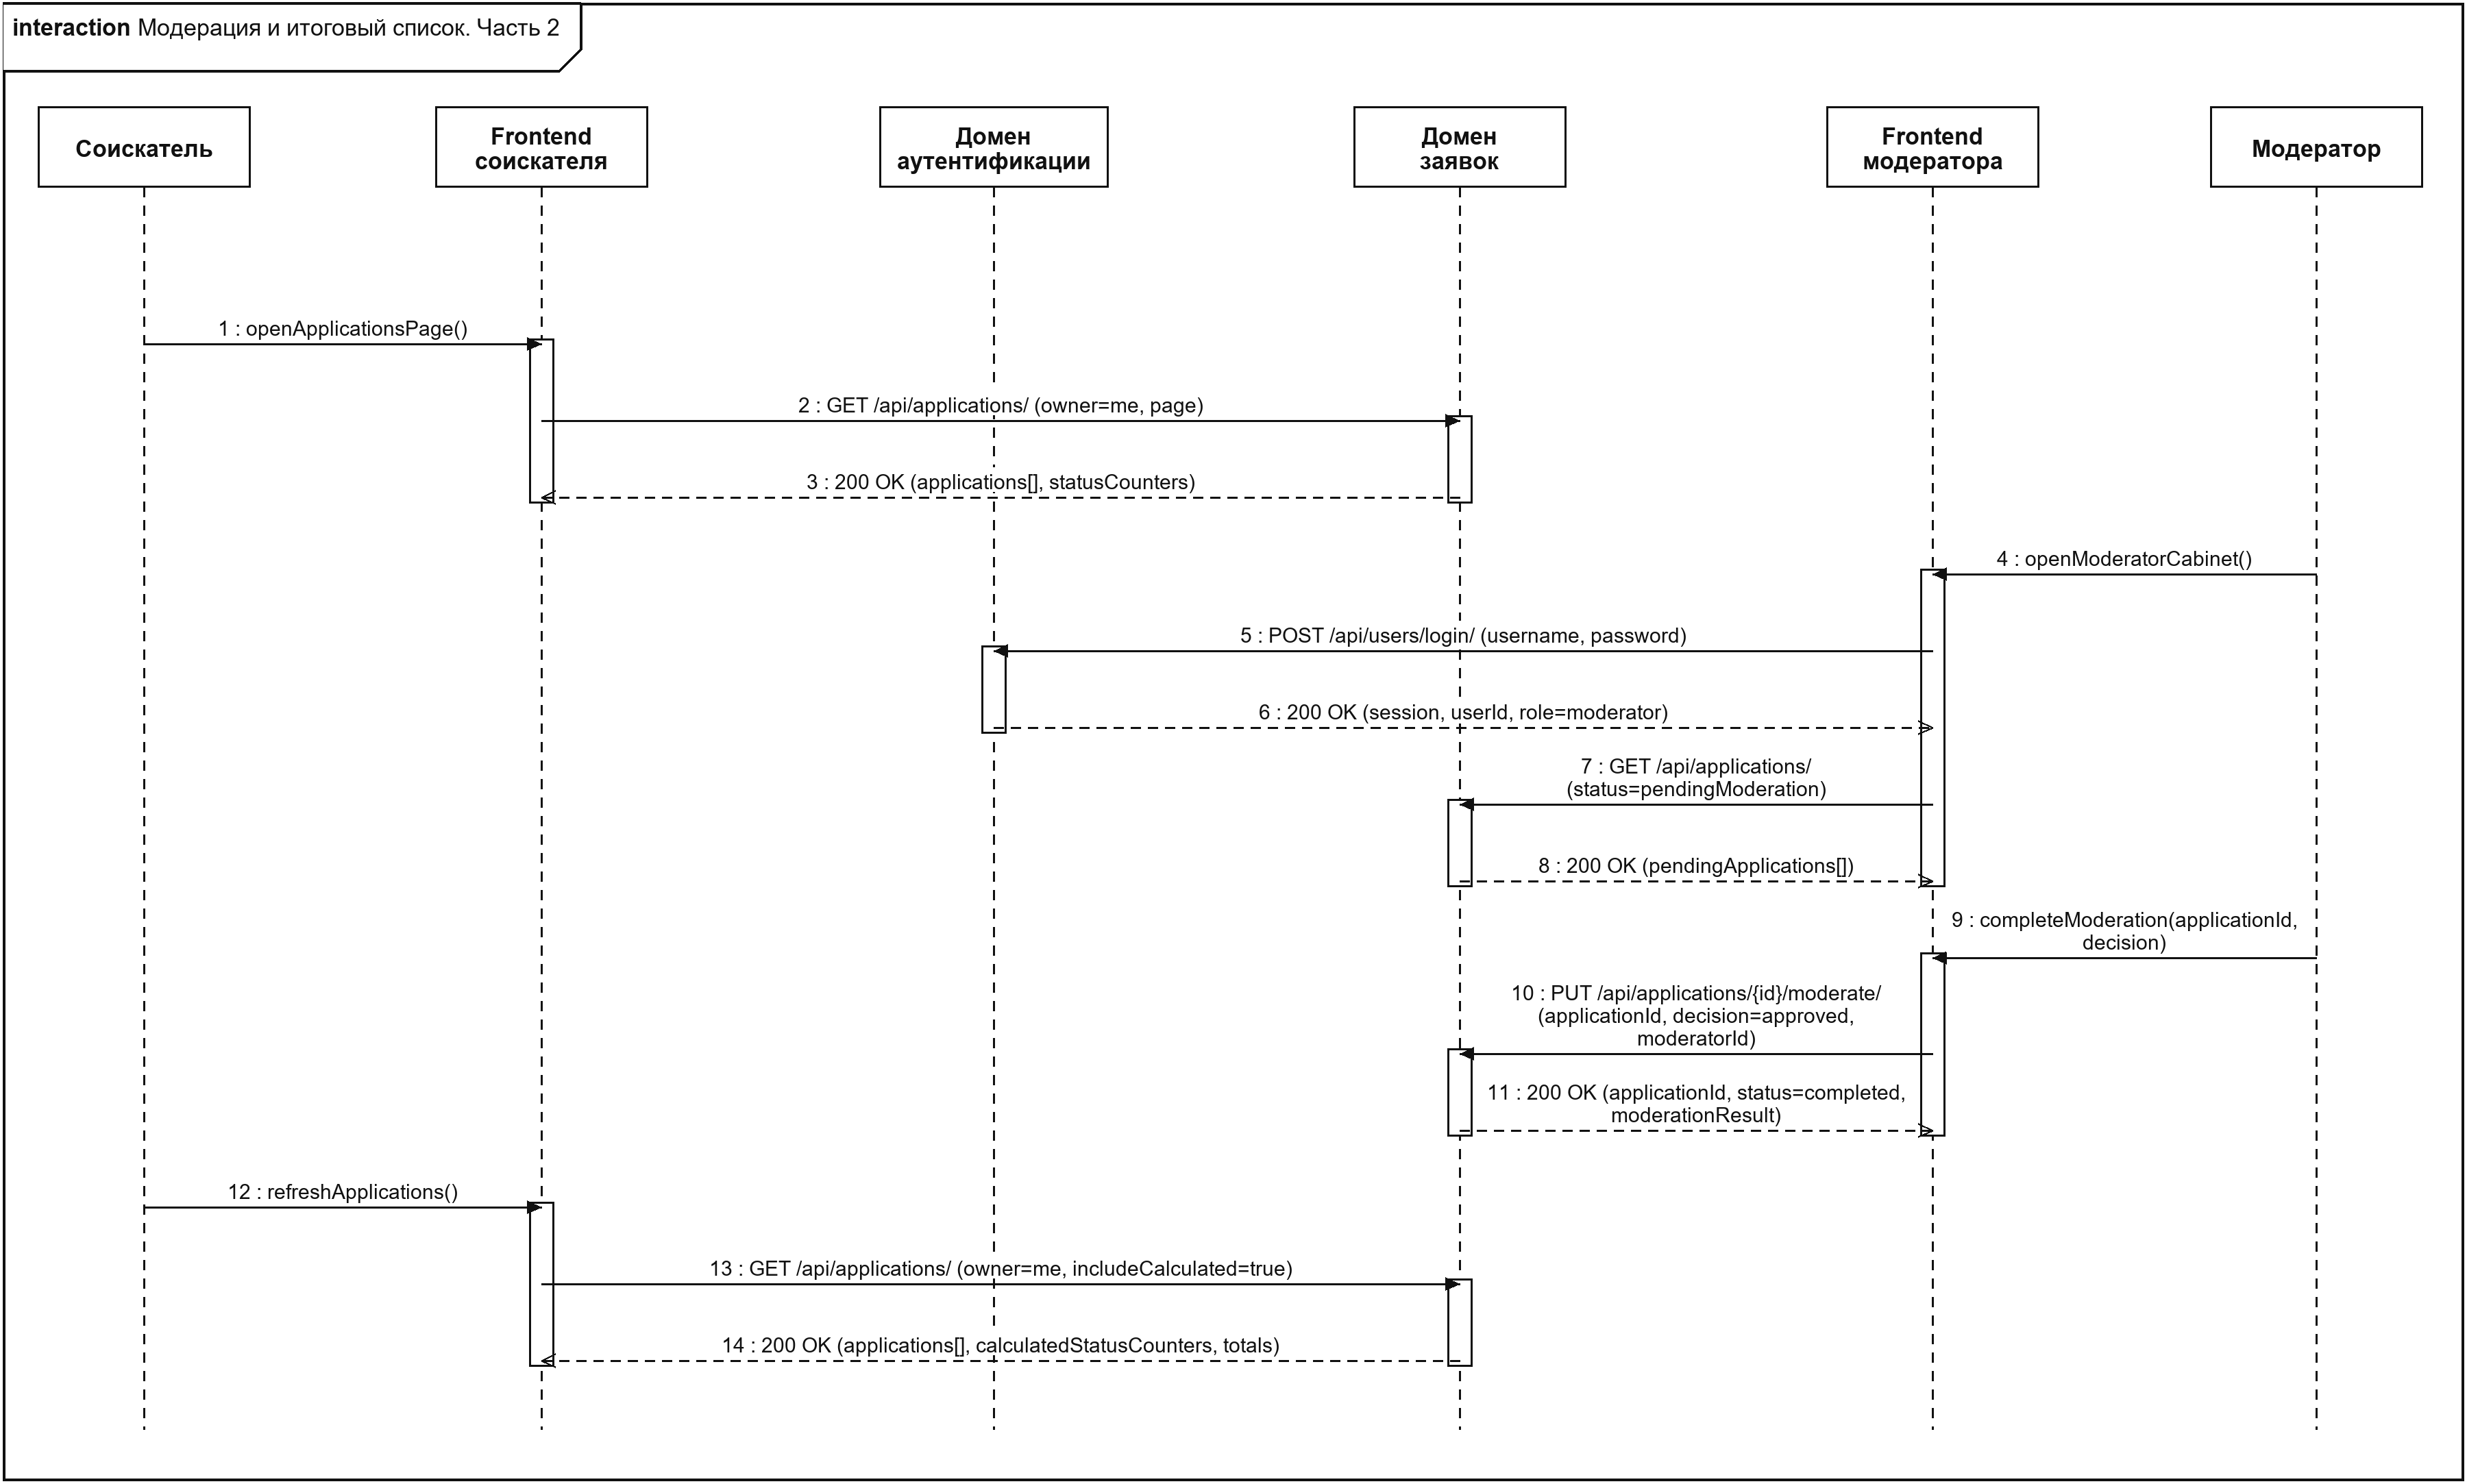 interaction Модерация и итоговый список. Часть 2
Соискатель
Frontend
соискателя
Домен
аутентификации
Домен
заявок
Frontend
модератора
Модератор
1 : openApplicationsPage()
2 : GET /api/applications/ (owner=me, page)
3 : 200 OK (applications[], statusCounters)
4 : openModeratorCabinet()
5 : POST /api/users/login/ (username, password)
6 : 200 OK (session, userId, role=moderator)
7 : GET /api/applications/
(status=pendingModeration)
8 : 200 OK (pendingApplications[])
9 : completeModeration(applicationId,
decision)
10 : PUT /api/applications/{id}/moderate/
(applicationId, decision=approved,
moderatorId)
11 : 200 OK (applicationId, status=completed,
moderationResult)
12 : refreshApplications()
13 : GET /api/applications/ (owner=me, includeCalculated=true)
14 : 200 OK (applications[], calculatedStatusCounters, totals)